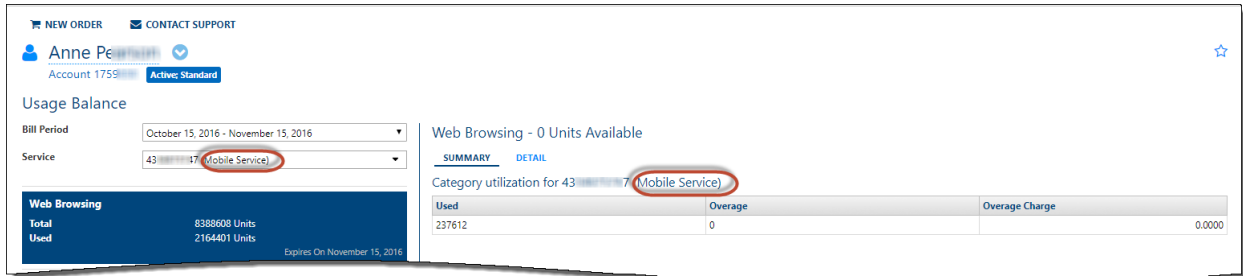 NEW ORDER CONTACT SUPPORT
Anne
Account 1759 Active; Standard
Usage Balance
Bill Period October 15, 2016 - November 15, 2016
Service 43 47 (Mobile Service)
Web Browsing
Total 8388608 Units
Used 2164401 Units
Expires On November 15, 2016
Web Browsing - 0 Units Available
SUMMARY DETAIL
Category utilization for 43 7 (Mobile Service)
Used Overage Overage Charge
237612 0 0.0000